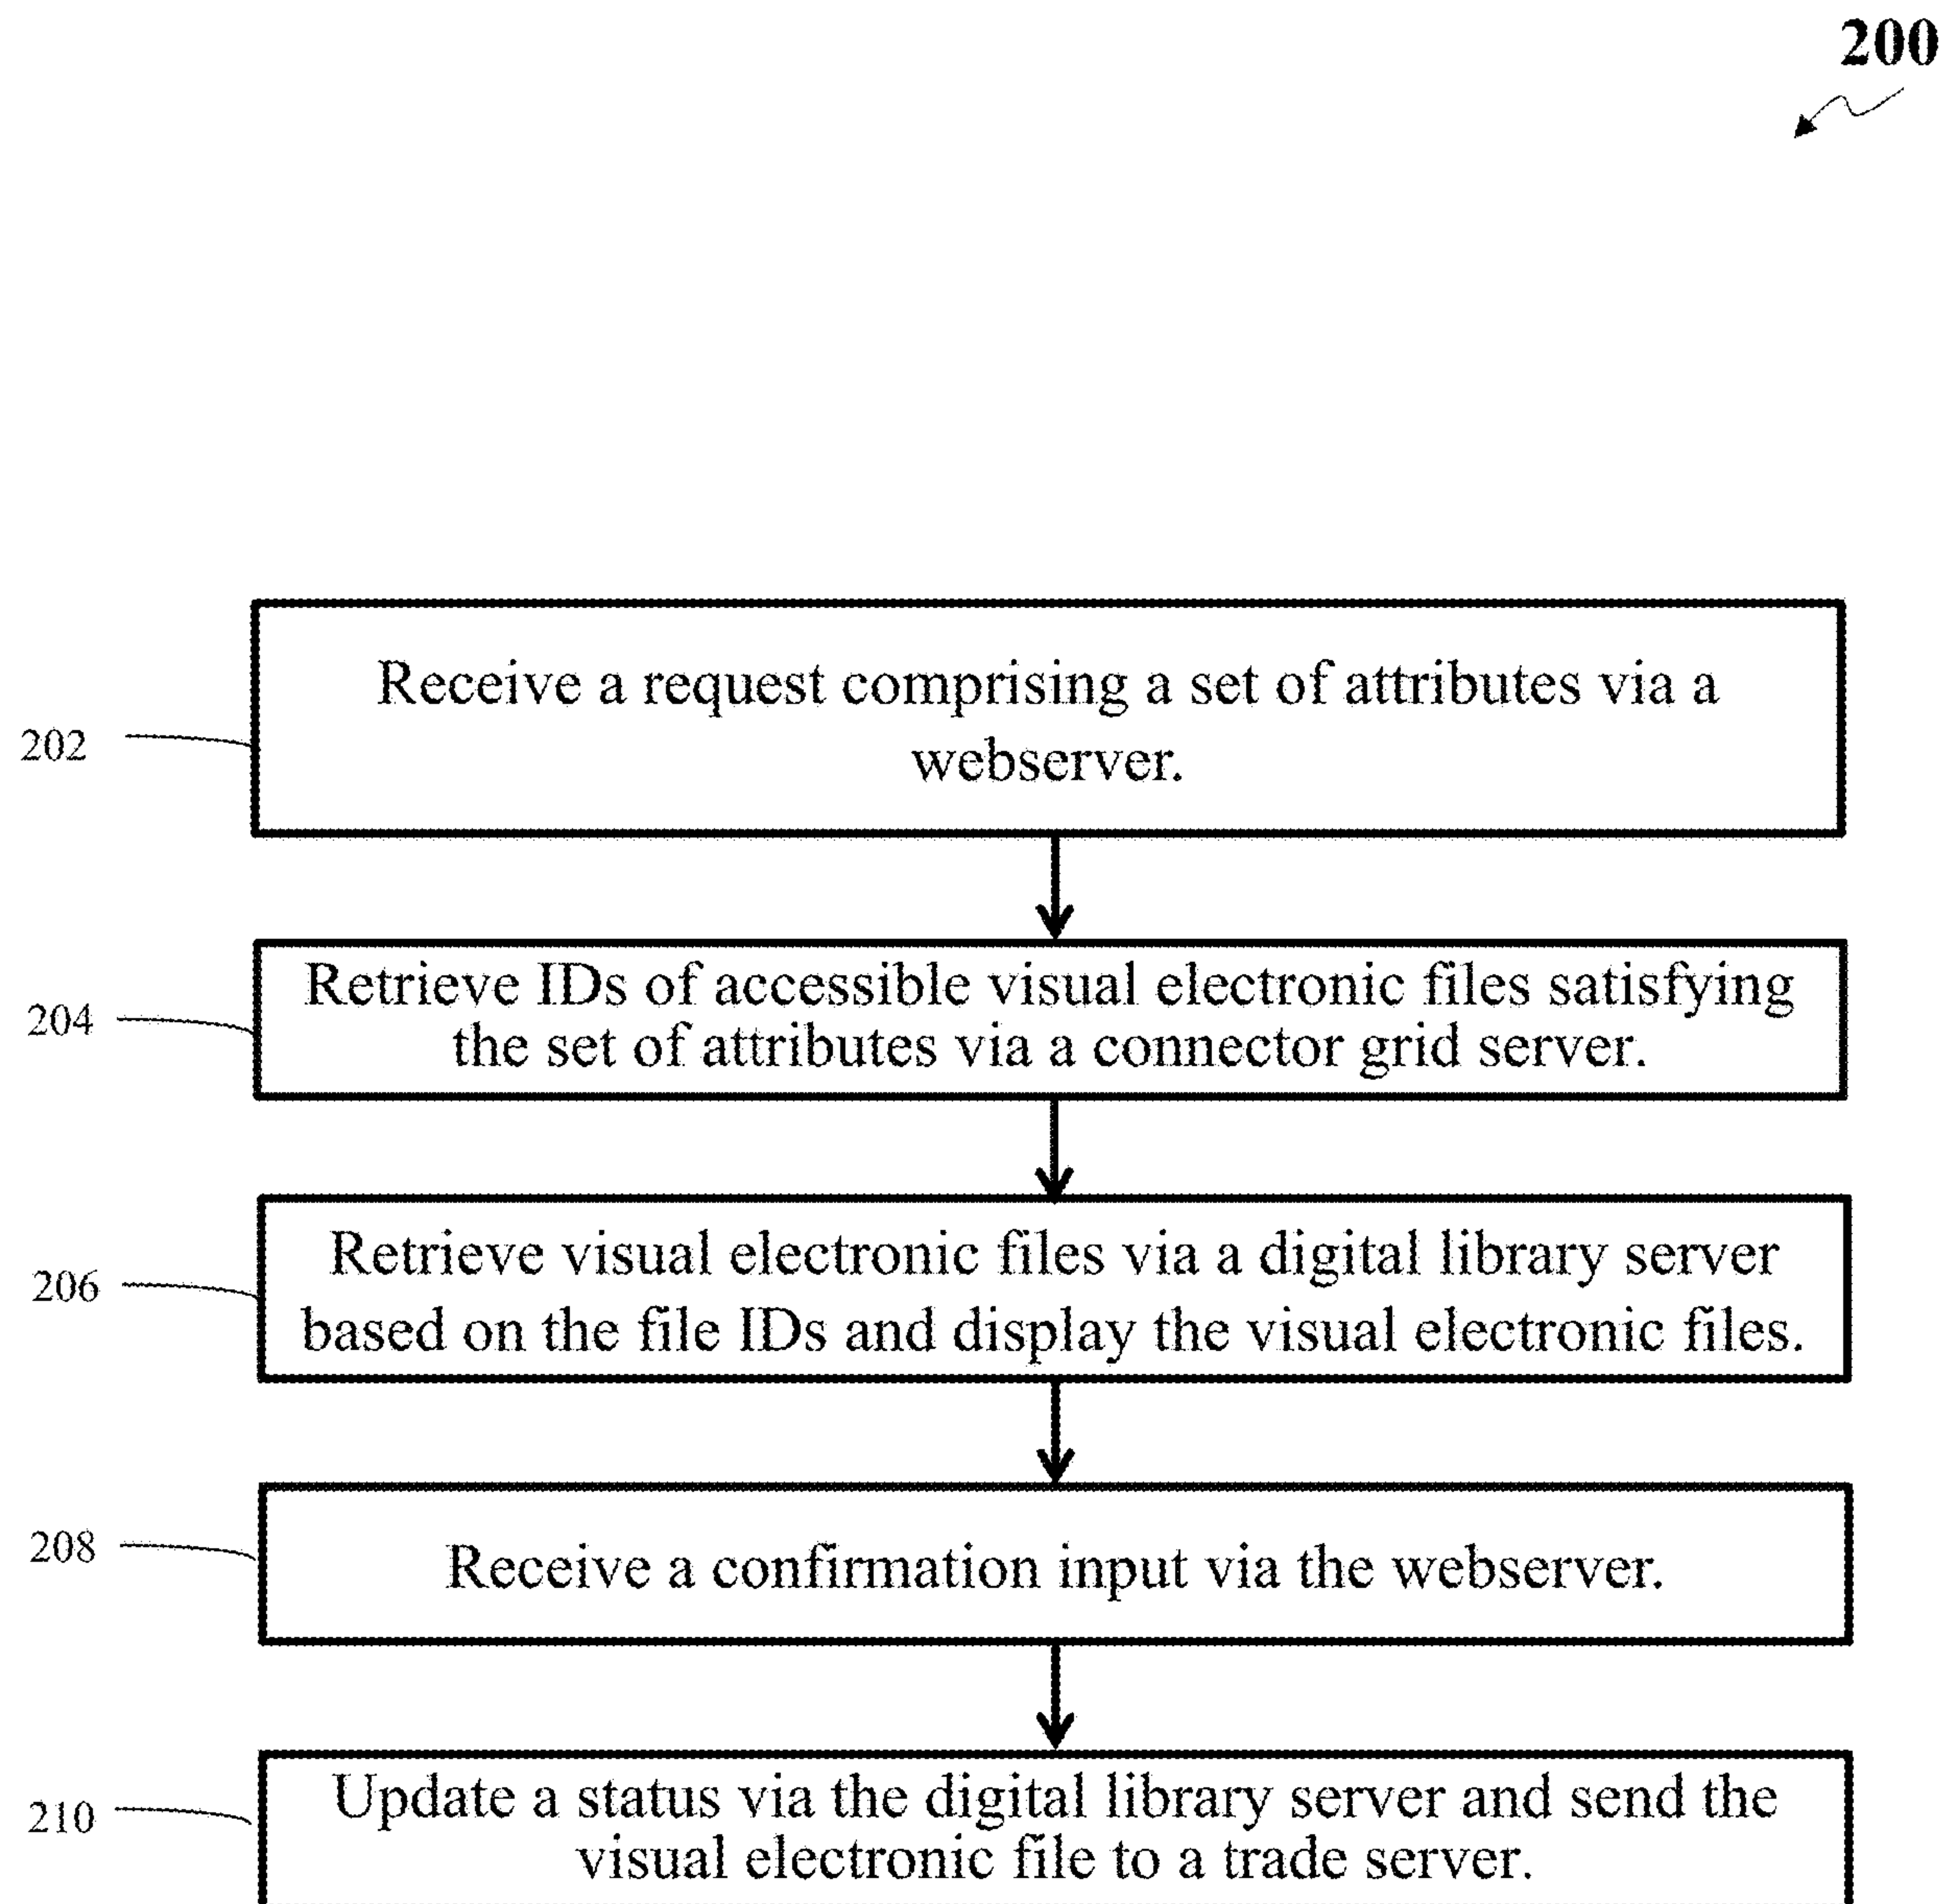 200
Receive a request comprising a set of attributes via a
webserver.
202
Retrieve IDs of accessible visual electronic files satisfying
the set of attributes via a connector grid server.
204
Retrieve visual electronic files via a digital library server
based on the file IDs and display the visual electronic files.
206
Receive a confirmation input via the webserver.
208
Update a status via the digital library server and send the
visual electronic file to a trade server.
210